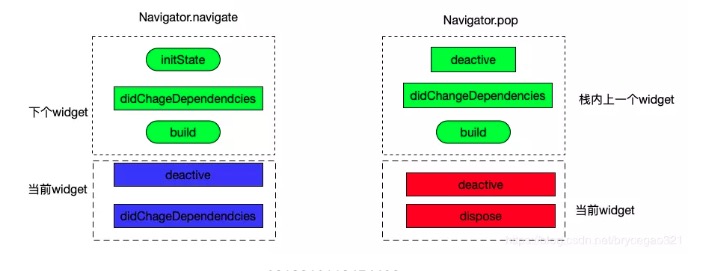 Navigator.navigate
initState
didChageDependendcies
下个widget
build
当前widget
deactive
didChageDependendcies
Navigator.pop
deactive
didChangeDependencies
栈内上一个widget
build
deactive
当前widget
dispose